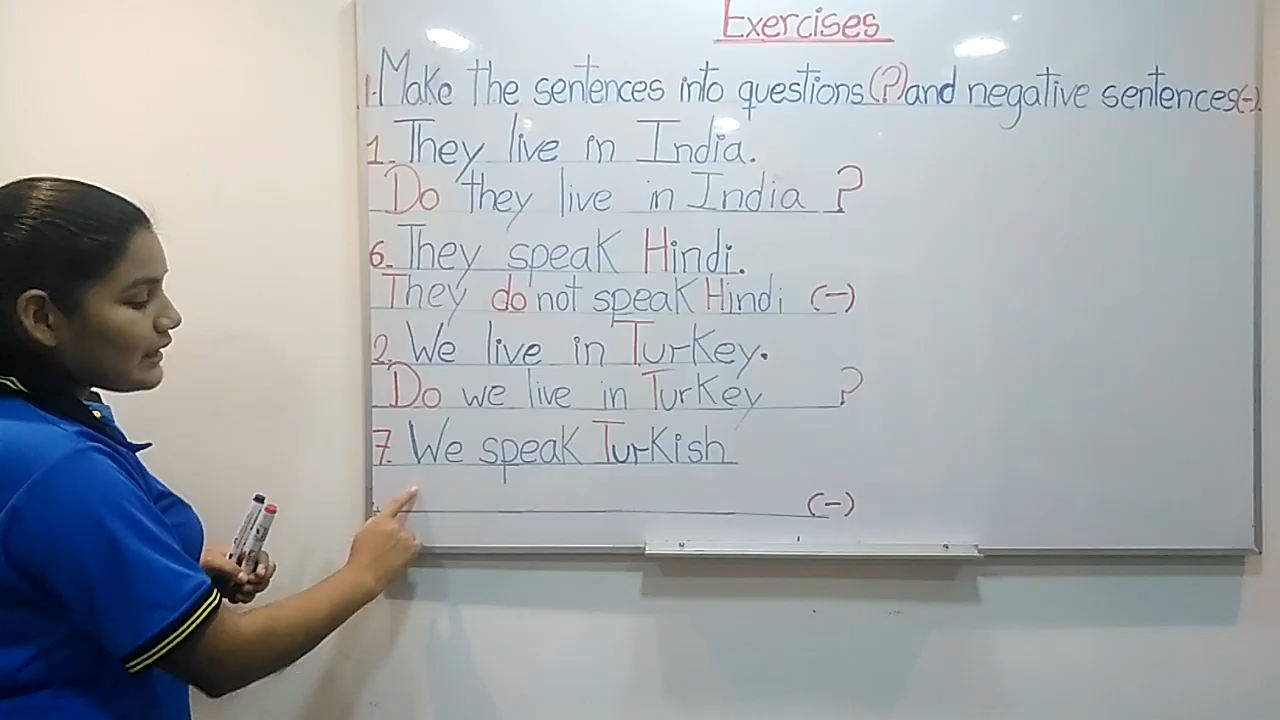 Exercises
1. Make the sentences into questions(?) and negative sentences(-).
1. They live in India.
Do they live in India ?
6. They speak Hindi.
They do not speak Hindi (-)
2. We live in Turkey.
Do we live in Turkey ?
7. We speak Turkish
(-)